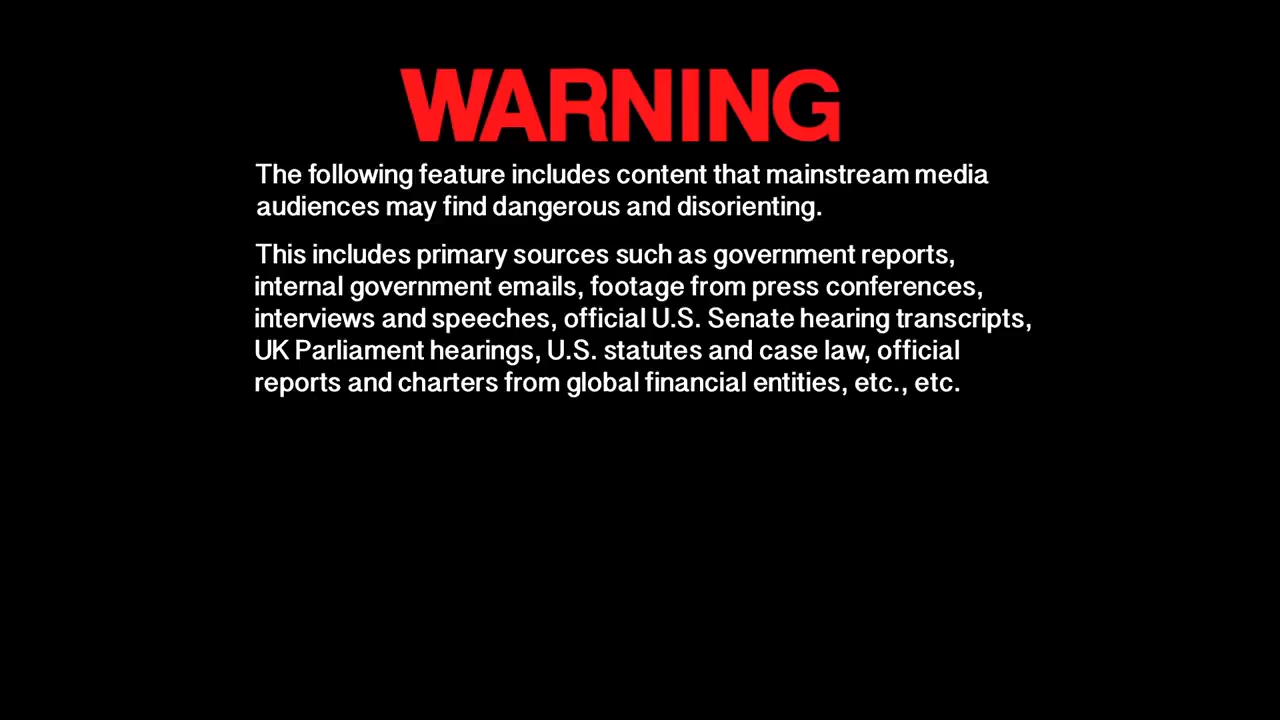 WARNING
The following feature includes content that mainstream media
audiences may find dangerous and disorienting.
This includes primary sources such as government reports,
internal government emails, footage from press conferences,
interviews and speeches, official U.S. Senate hearing transcripts,
UK Parliament hearings, U.S. statutes and case law, official
reports and charters from global financial entities, etc., etc.